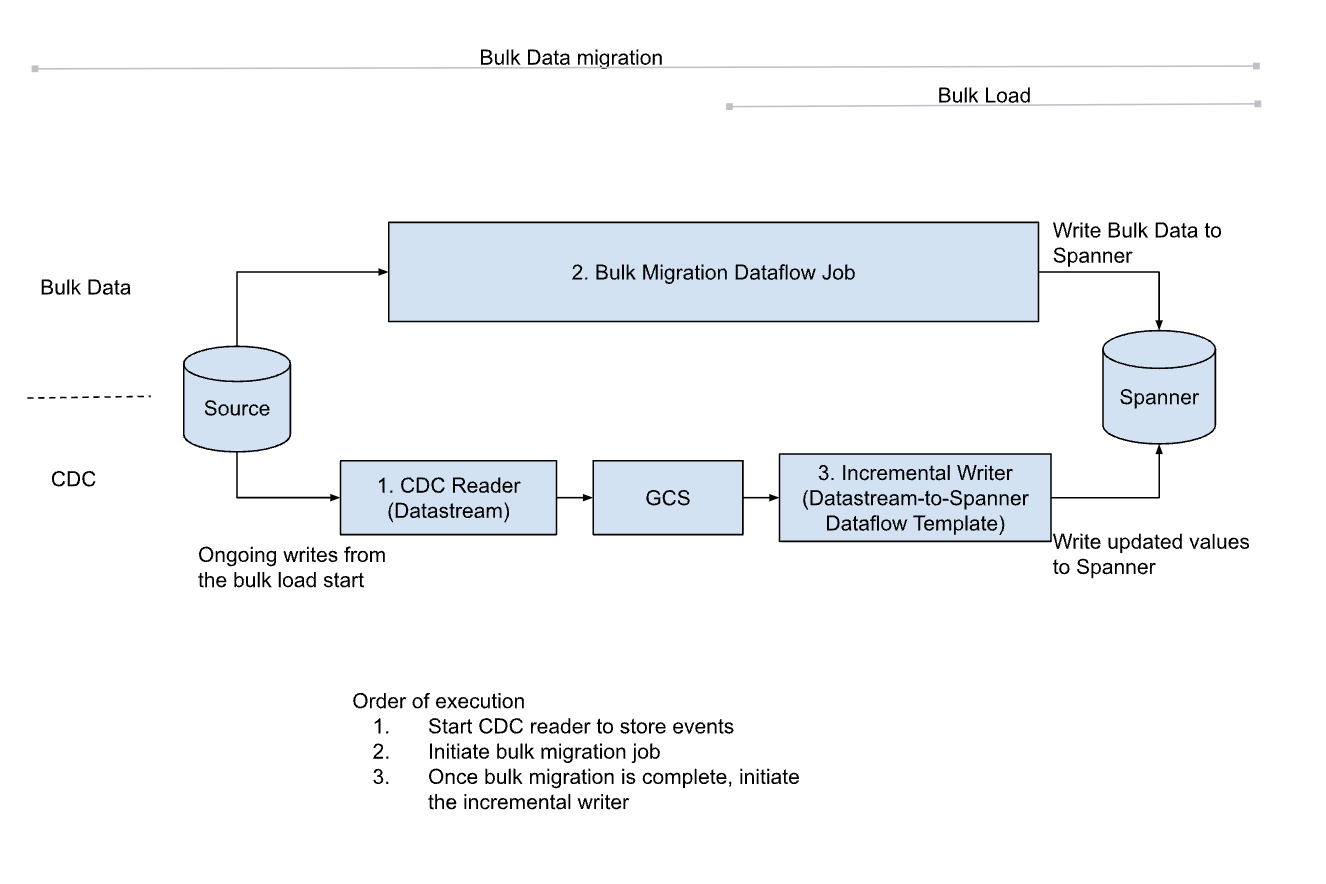 Bulk Data migration
Bulk Load
Write Bulk Data to
Spanner
2. Bulk Migration Dataflow Job
Bulk Data
Source
Spanner
CDC
1. CDC Reader
(Datastream)
GCS
3. Incremental Writer
(Datastream-to-Spanner
Dataflow Template)
Ongoing writes from
the bulk load start
Write updated values
to Spanner
Order of execution
1. Start CDC reader to store events
2. Initiate bulk migration job
3. Once bulk migration is complete, initiate
the incremental writer